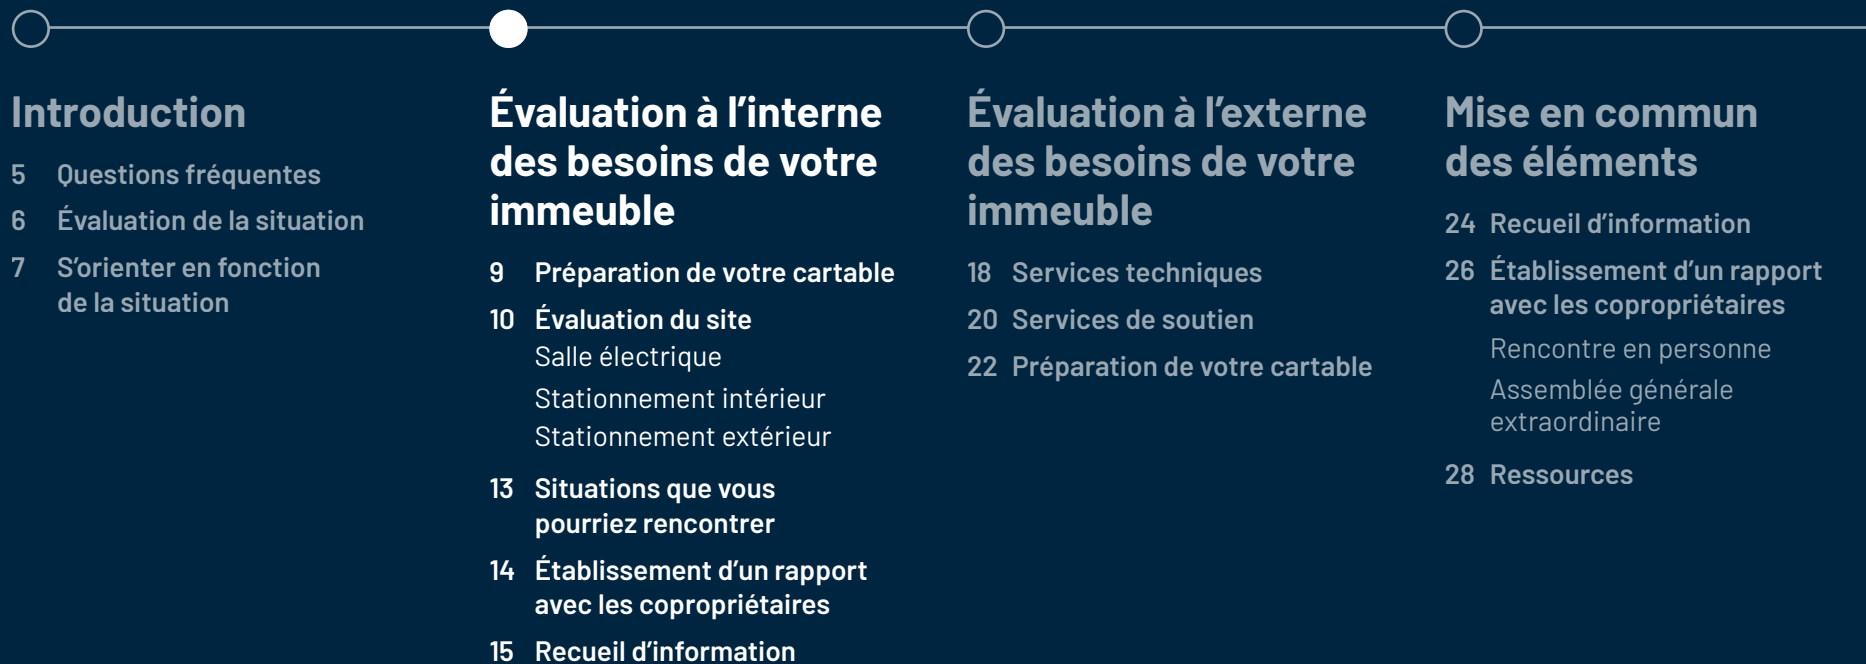 Introduction
5 Questions fréquentes
6 Évaluation de la situation
7 S’orienter en fonction
de la situation
Évaluation à l’interne
des besoins de votre
immeuble
9 Préparation de votre cartable
10 Évaluation du site
Salle électrique
Stationnement intérieur
Stationnement extérieur
13 Situations que vous
pourriez rencontrer
14 Établissement d’un rapport
avec les copropriétaires
15 Recueil d’information
Évaluation à l’externe
des besoins de votre
immeuble
18 Services techniques
20 Services de soutien
22 Préparation de votre cartable
Mise en commun
des éléments
24 Recueil d’information
26 Établissement d’un rapport
avec les copropriétaires
Rencontre en personne
Assemblée générale
extraordinaire
28 Ressources